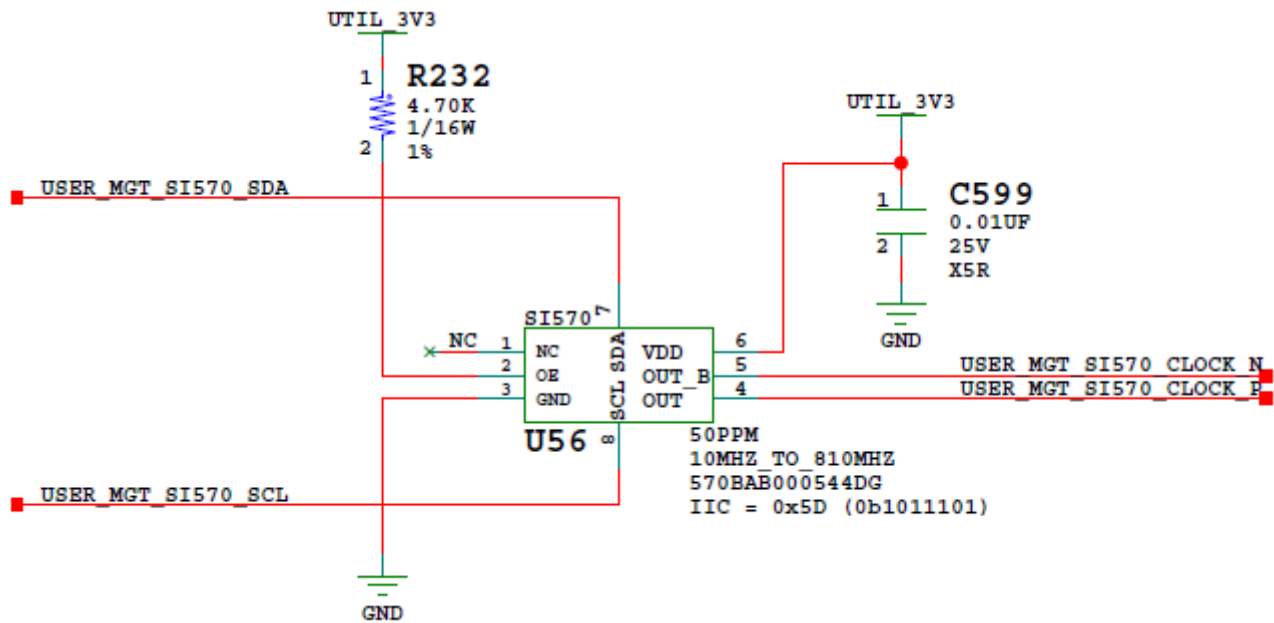 UTIL_3V3
1
R232
4.70K
1/16W
2
1%
UTIL_3V3
USER_MGT_SI570_SDA
1
C599
0.01UF
25V
2
X5R
GND
SI570
7
NC
1
NC
SDA
VDD
6
2
OE
OUT_B
5
USER_MGT_SI570_CLOCK_N
3
GND
SCL
OUT
4
USER_MGT_SI570_CLOCK_P
U56
8
50PPM
10MHZ_TO_810MHZ
570BAB000544DG
IIC = 0x5D (0b1011101)
USER_MGT_SI570_SCL
GND